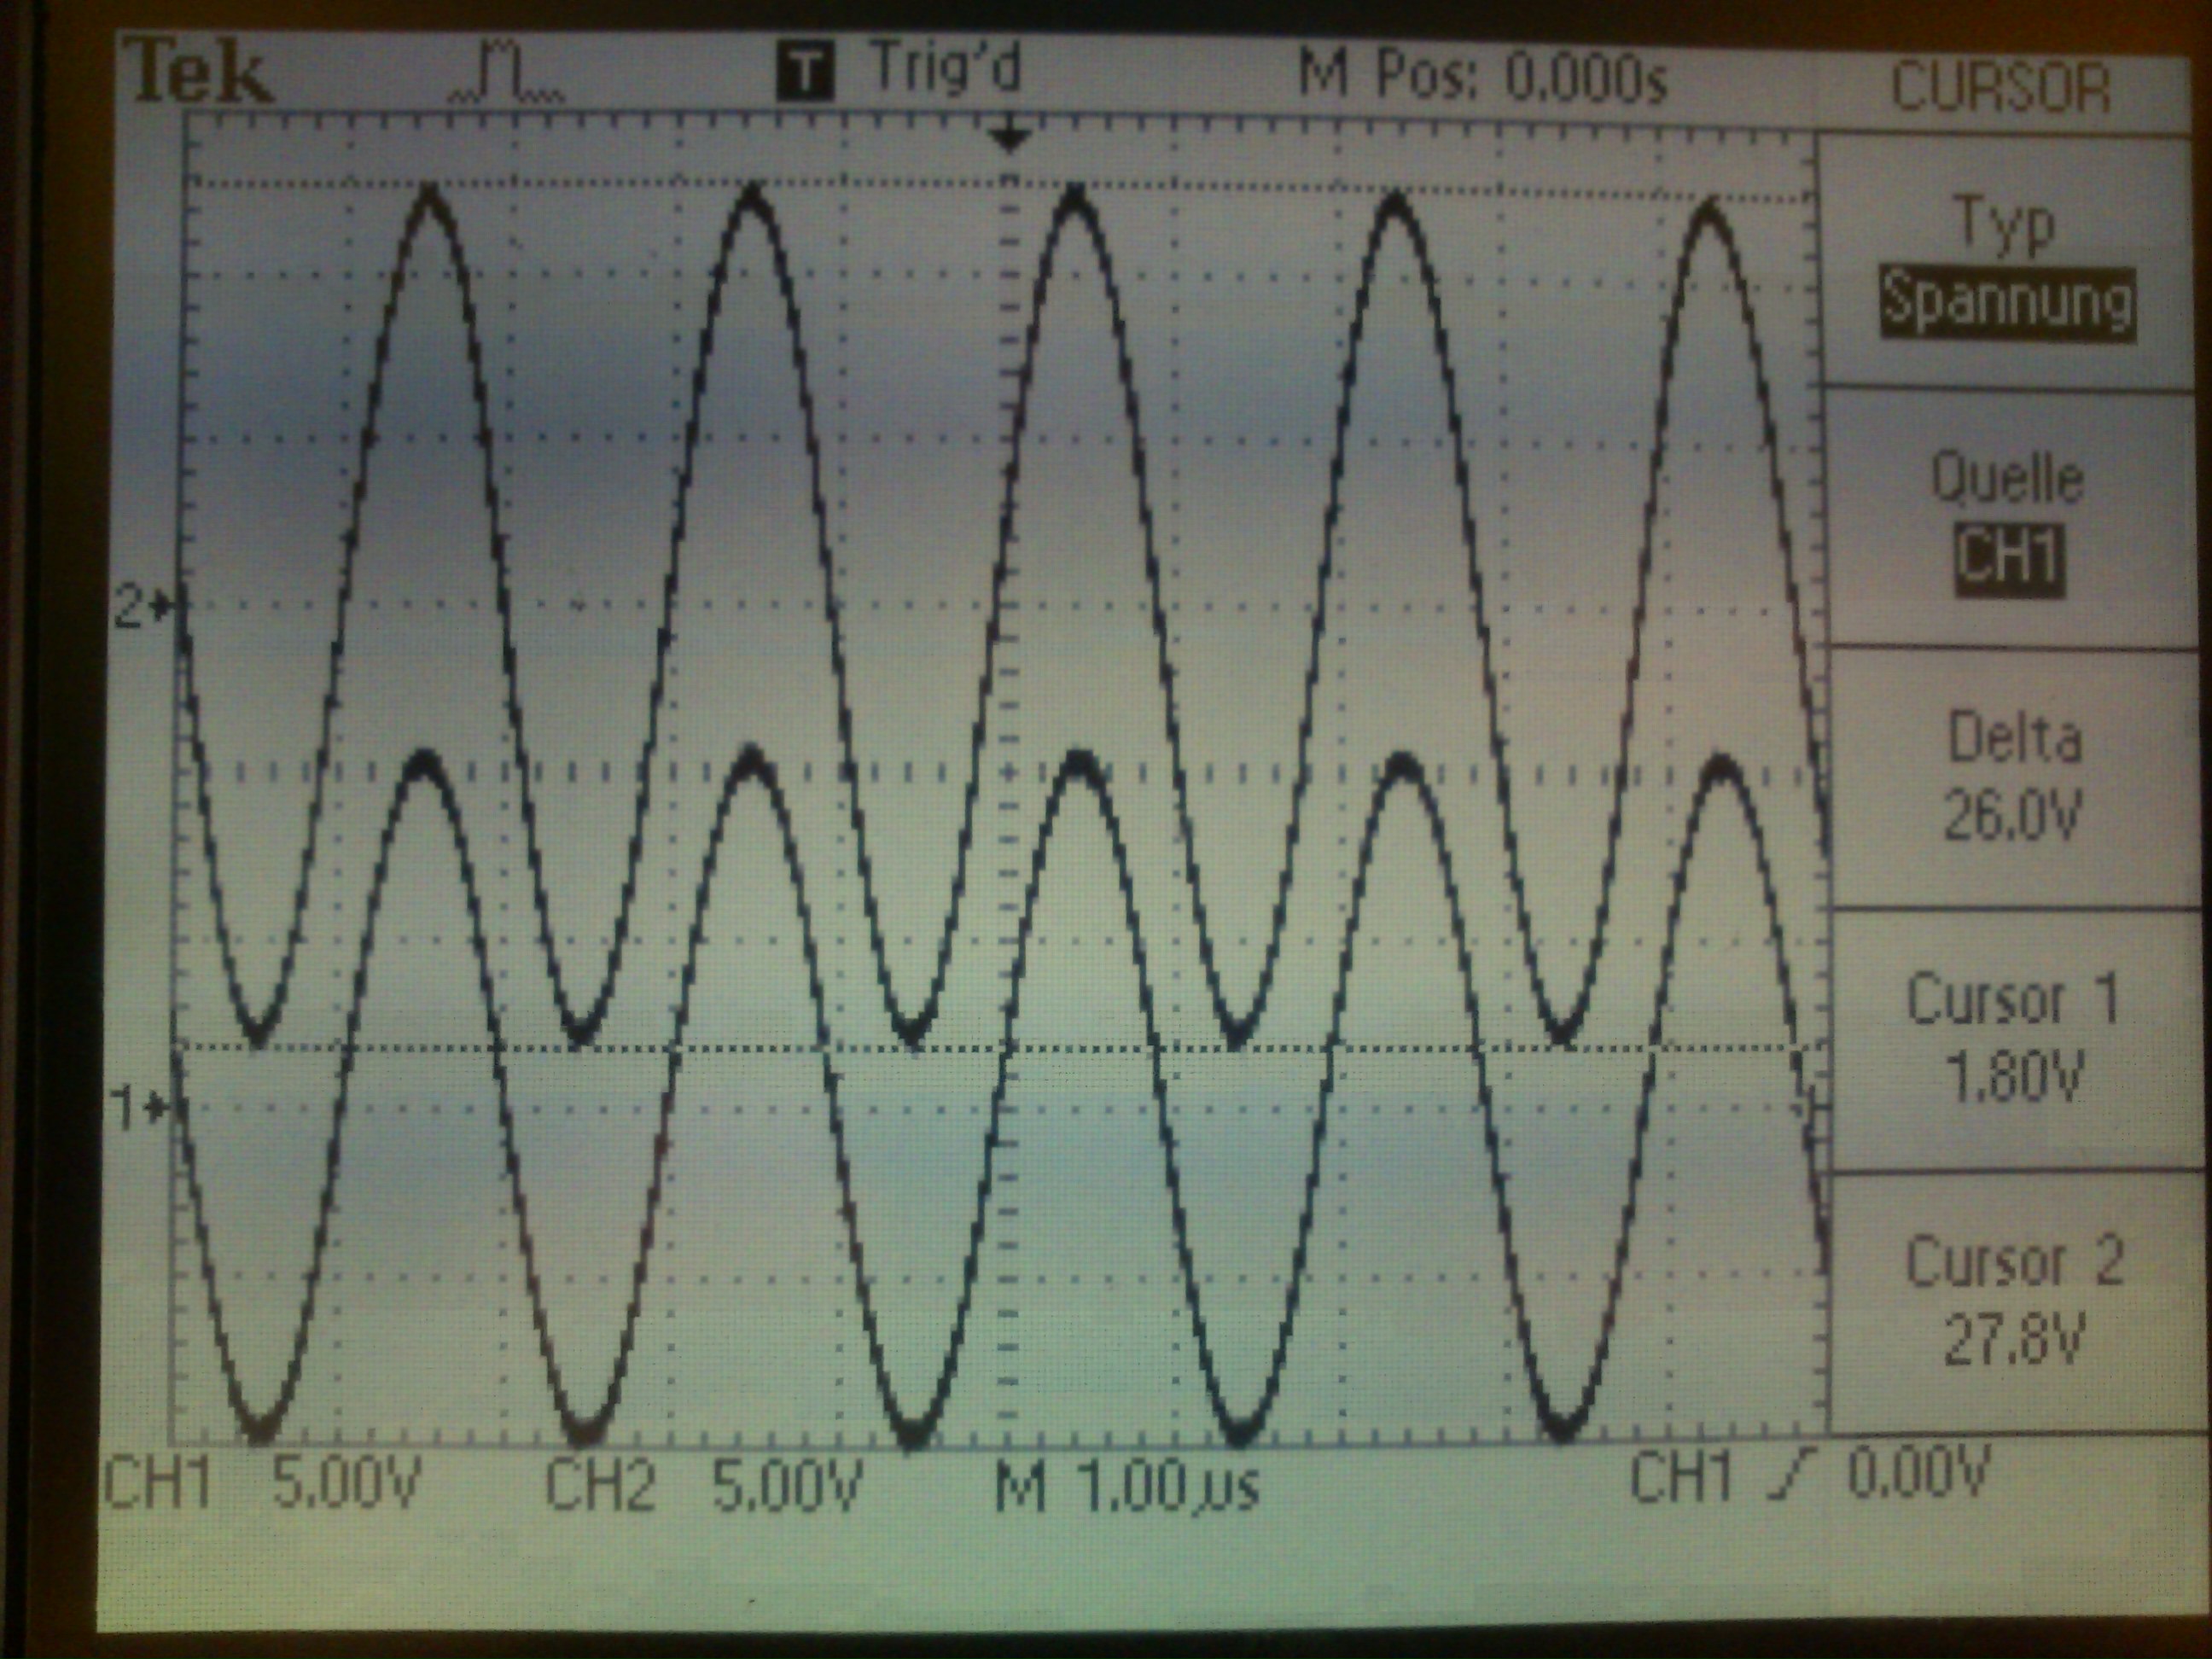 Tek T Trig'd M Pos: 0.000s CURSOR
Typ
Spannung
Quelle
CH1
2
Delta
26.0V
Cursor 1
1.80V
1
Cursor 2
27.8V
CH1 5.00V CH2 5.00V M 1.00µs CH1 0.00V